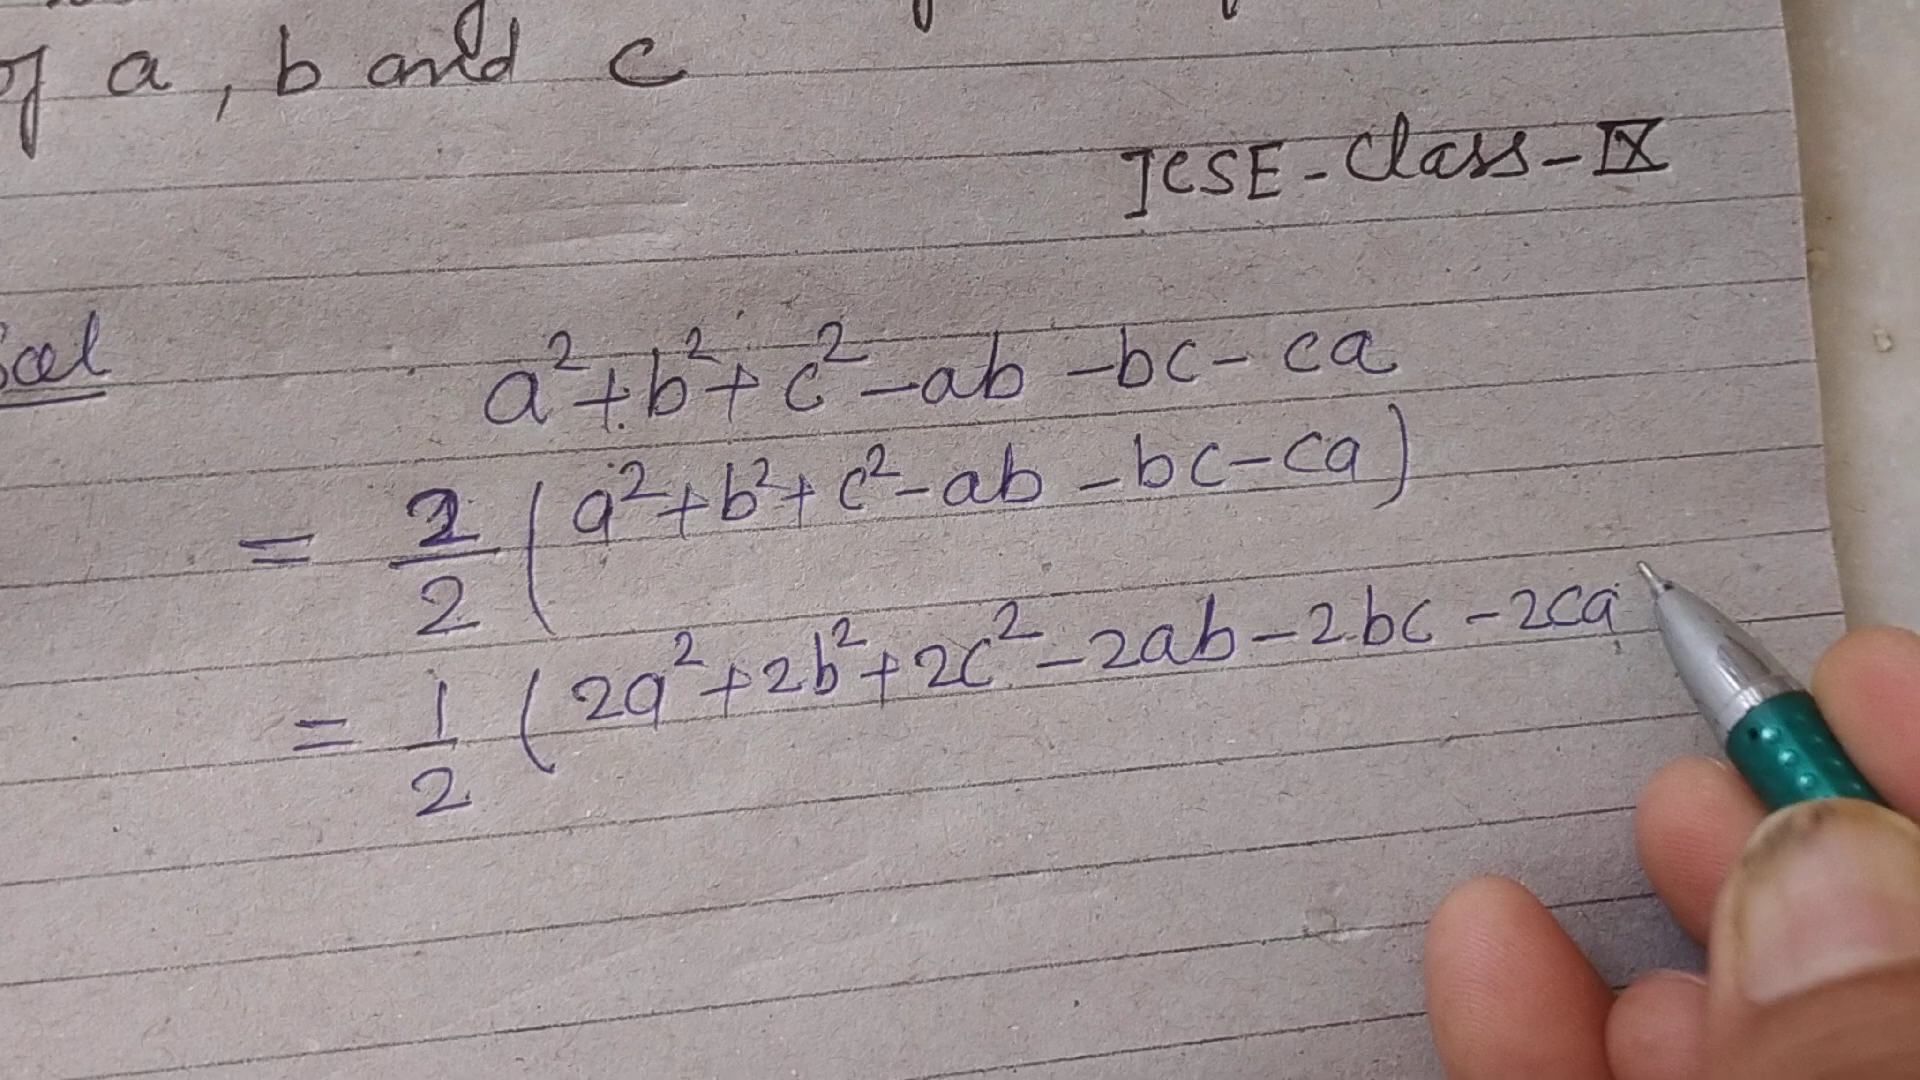 of a, b and c
ICSE-Class-IX
Sol
a²+b²+c²-ab-bc-ca
= 2/2 (a²+b²+c²-ab-bc-ca)
= 1/2 (2a²+2b²+2c²-2ab-2bc-2ca